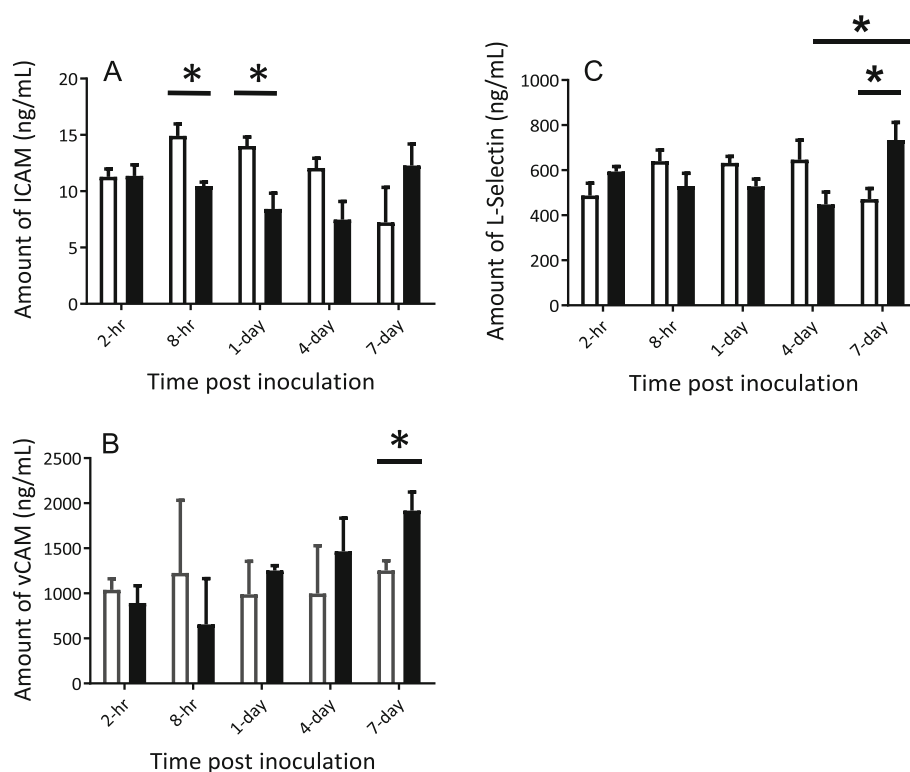 A
*
*
Amount of ICAM (ng/mL)
20
15
10
5
0
2-hr
8-hr
1-day
4-day
7-day
Time post inoculation
C
*
*
Amount of L-Selectin (ng/mL)
1000
800
600
400
200
0
2-hr
8-hr
1-day
4-day
7-day
Time post inoculation
B
*
Amount of vCAM (ng/mL)
2500
2000
1500
1000
500
0
2-hr
8-hr
1-day
4-day
7-day
Time post inoculation